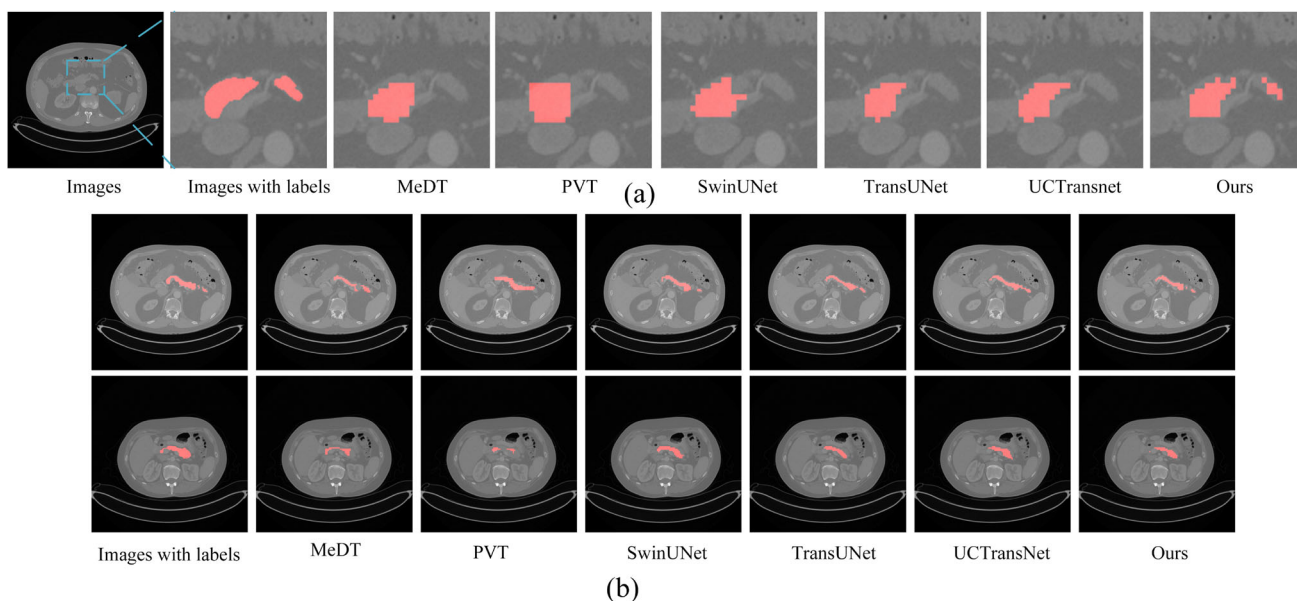 Images Images with labels MeDT PVT SwinUNet TransUNet UCTransnet Ours
(a)
Images with labels MeDT PVT SwinUNet TransUNet UCTransNet Ours
(b)